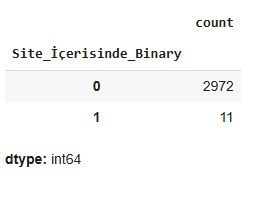 count
Site_İçerisinde_Binary
0 2972
1 11
dtype: int64